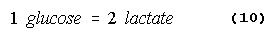 1 glucose = 2 lactate (10)